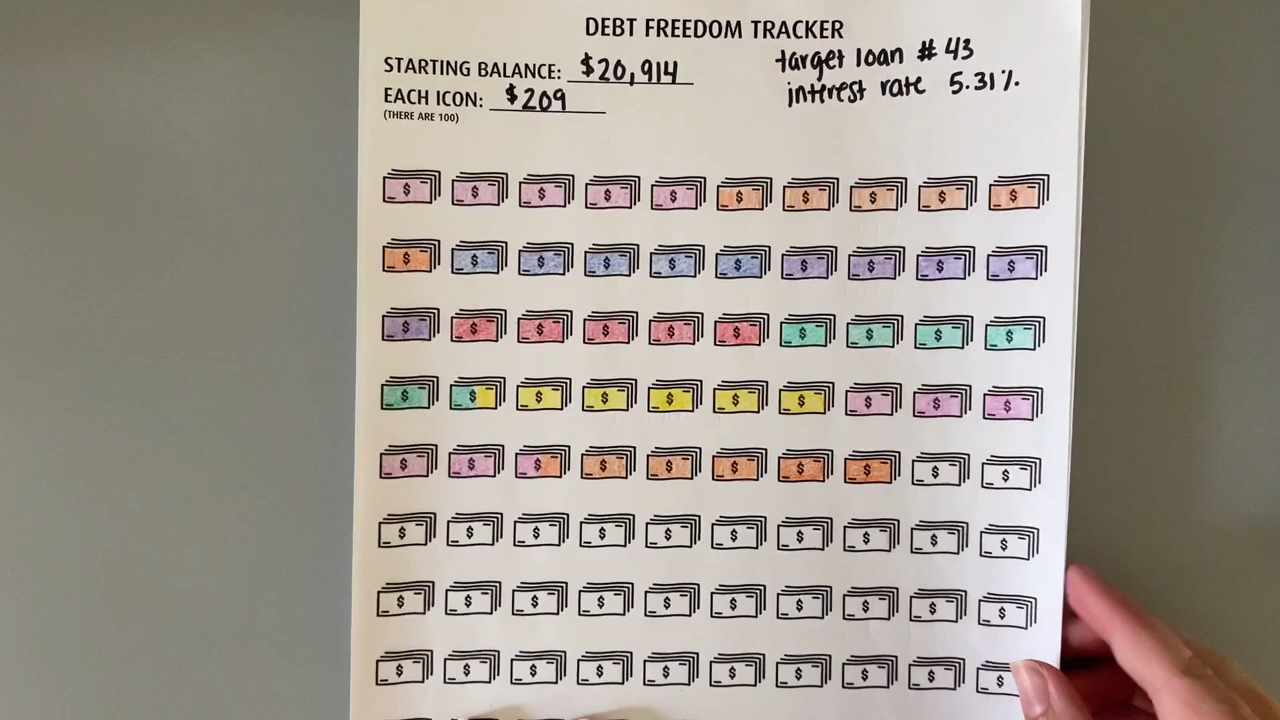 DEBT FREEDOM TRACKER
STARTING BALANCE: $20,914
EACH ICON: $209
(THERE ARE 100)
target loan # 43
interest rate 5.31%